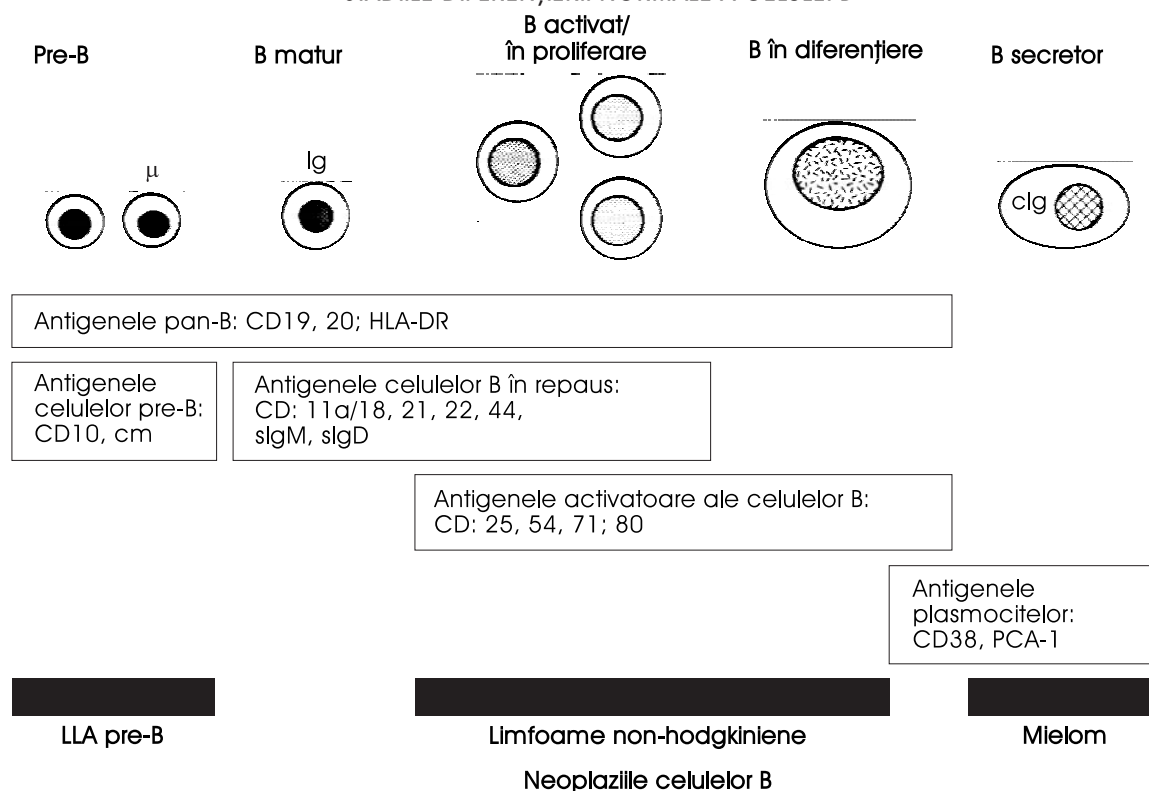 B activat/
în proliferare
Pre-B
B matur
B în diferențiere
B secretor
μ
Ig
cIg
Antigenele pan-B: CD19, 20; HLA-DR
Antigenele
celulelor pre-B:
CD10, cm
Antigenele celulelor B în repaus:
CD: 11a/18, 21, 22, 44,
sIgM, sIgD
Antigenele activatoare ale celulelor B:
CD: 25, 54, 71; 80
Antigenele
plasmocitelor:
CD38, PCA-1
LLA pre-B
Limfoame non-hodgkiniene
Mielom
Neoplaziile celulelor B